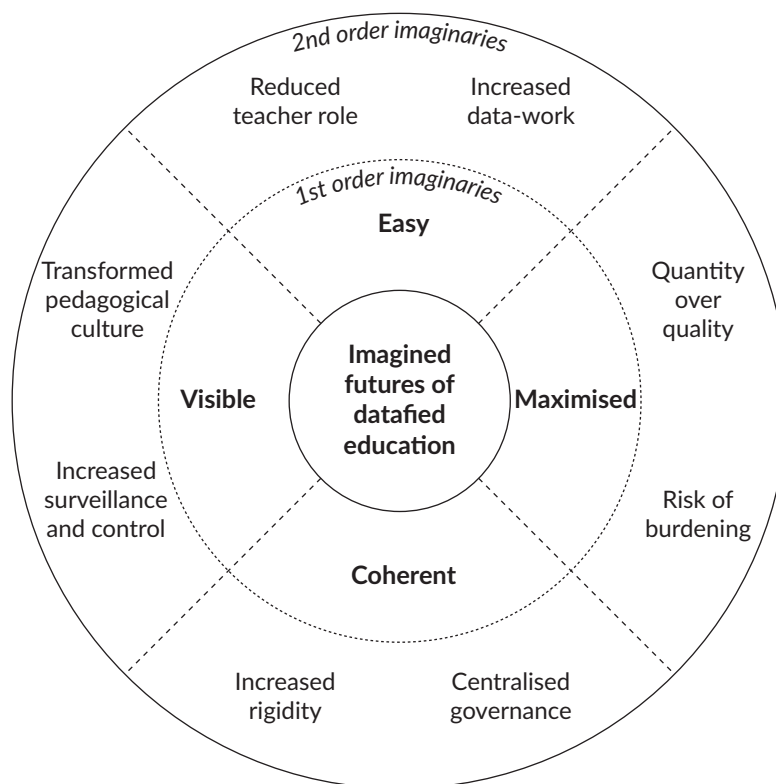 2nd order imaginaries
Reduced
teacher role
Increased
data-work
1st order imaginaries
Easy
Transformed
pedagogical
culture
Quantity
over
quality
Visible
Imagined
futures of
datafied
education
Maximised
Increased
surveillance
and control
Risk of
burdening
Coherent
Increased
rigidity
Centralised
governance